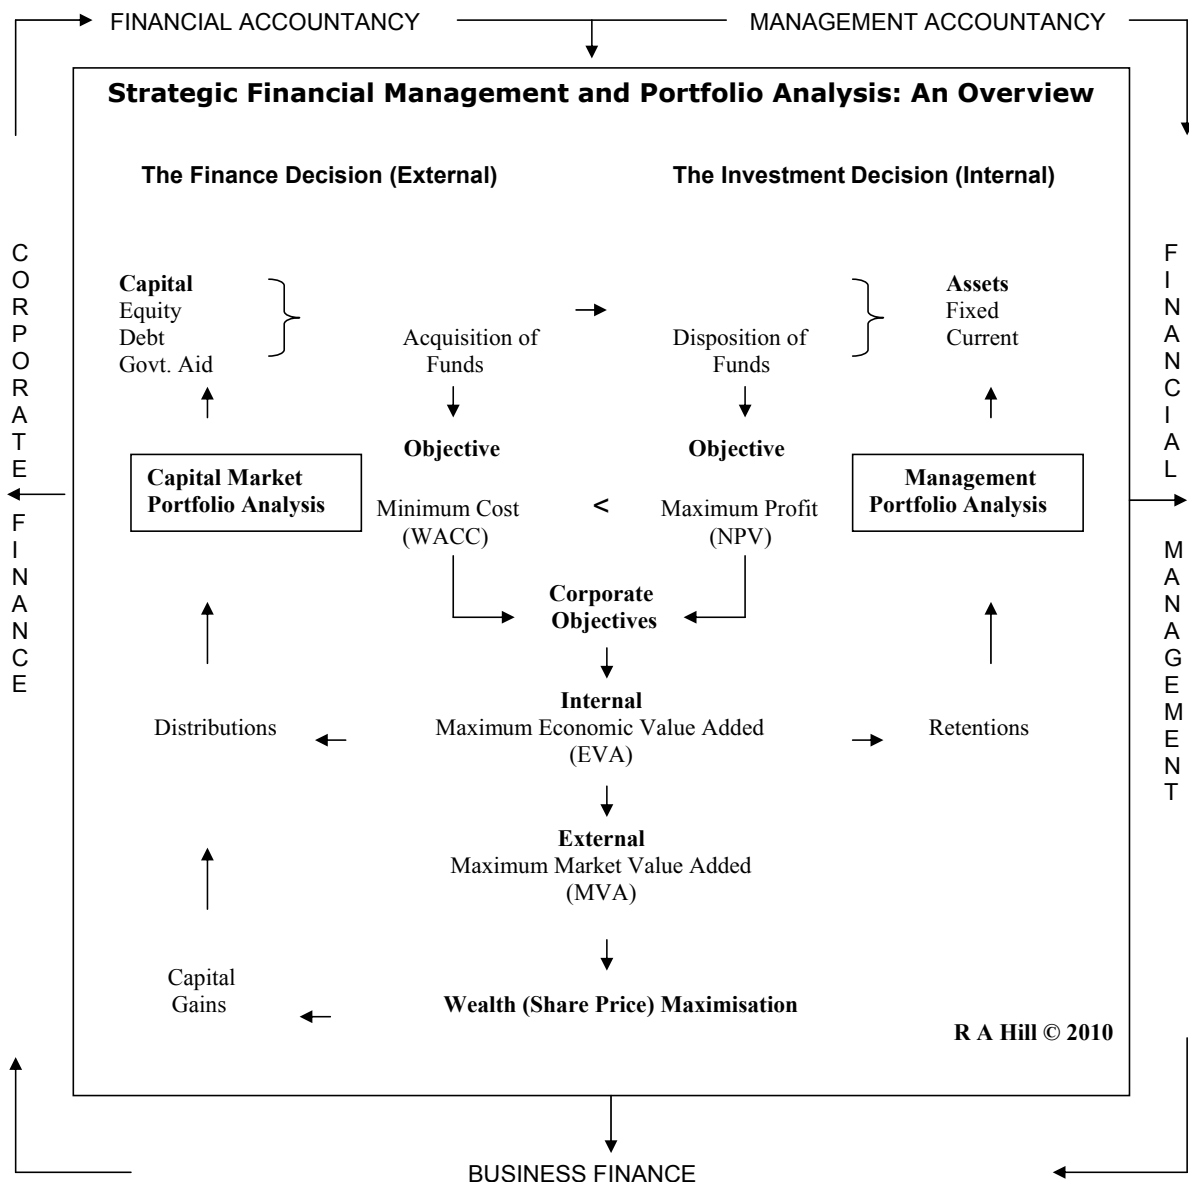 FINANCIAL ACCOUNTANCY
MANAGEMENT ACCOUNTANCY
Strategic Financial Management and Portfolio Analysis: An Overview
The Finance Decision (External)
The Investment Decision (Internal)
CORPORATE FINANCE
FINANCIAL MANAGEMENT
Capital
Equity
Debt
Govt. Aid
Acquisition of
Funds
Disposition of
Funds
Assets
Fixed
Current
Objective
Objective
Capital Market
Portfolio Analysis
Minimum Cost
(WACC)
<
Maximum Profit
(NPV)
Management
Portfolio Analysis
Corporate
Objectives
Internal
Maximum Economic Value Added
(EVA)
Distributions
Retentions
External
Maximum Market Value Added
(MVA)
Capital
Gains
Wealth (Share Price) Maximisation
R A Hill © 2010
BUSINESS FINANCE